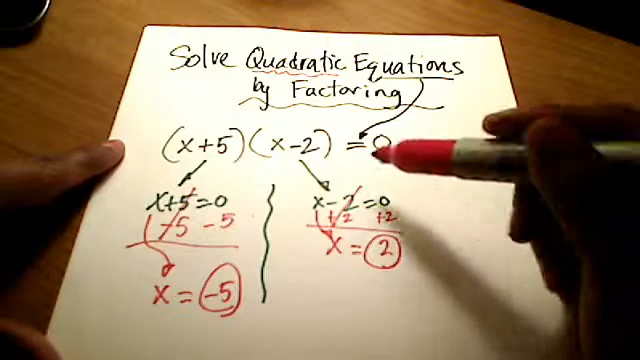 Solve Quadratic Equations
by Factoring
(x+5)(x-2) = 0
x+5=0
-5 -5
x = -5
x-2=0
+2 +2
x = 2